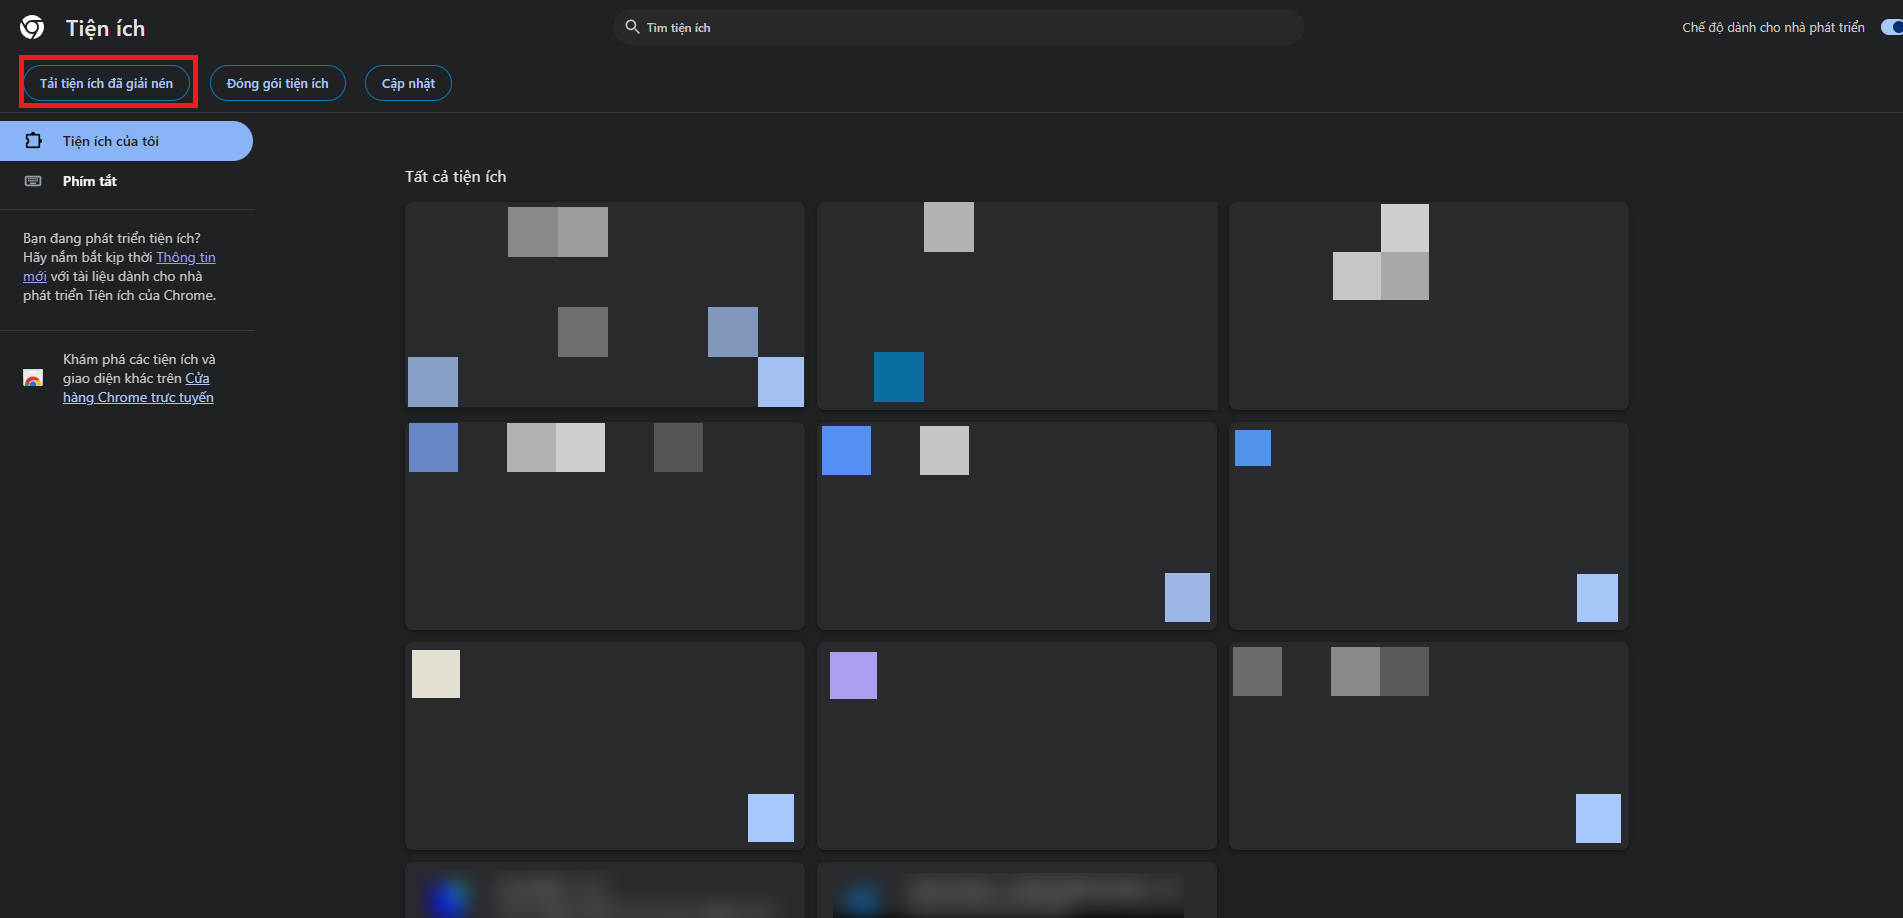 Tiện ích
Tìm tiện ích
Chế độ dành cho nhà phát triển
Tải tiện ích đã giải nén
Đóng gói tiện ích
Cập nhật
Tiện ích của tôi
Phím tắt
Bạn đang phát triển tiện ích?
Hãy nắm bắt kịp thời Thông tin
mới với tài liệu dành cho nhà
phát triển Tiện ích của Chrome.
Khám phá các tiện ích và
giao diện khác trên Cửa
hàng Chrome trực tuyến
Tất cả tiện ích